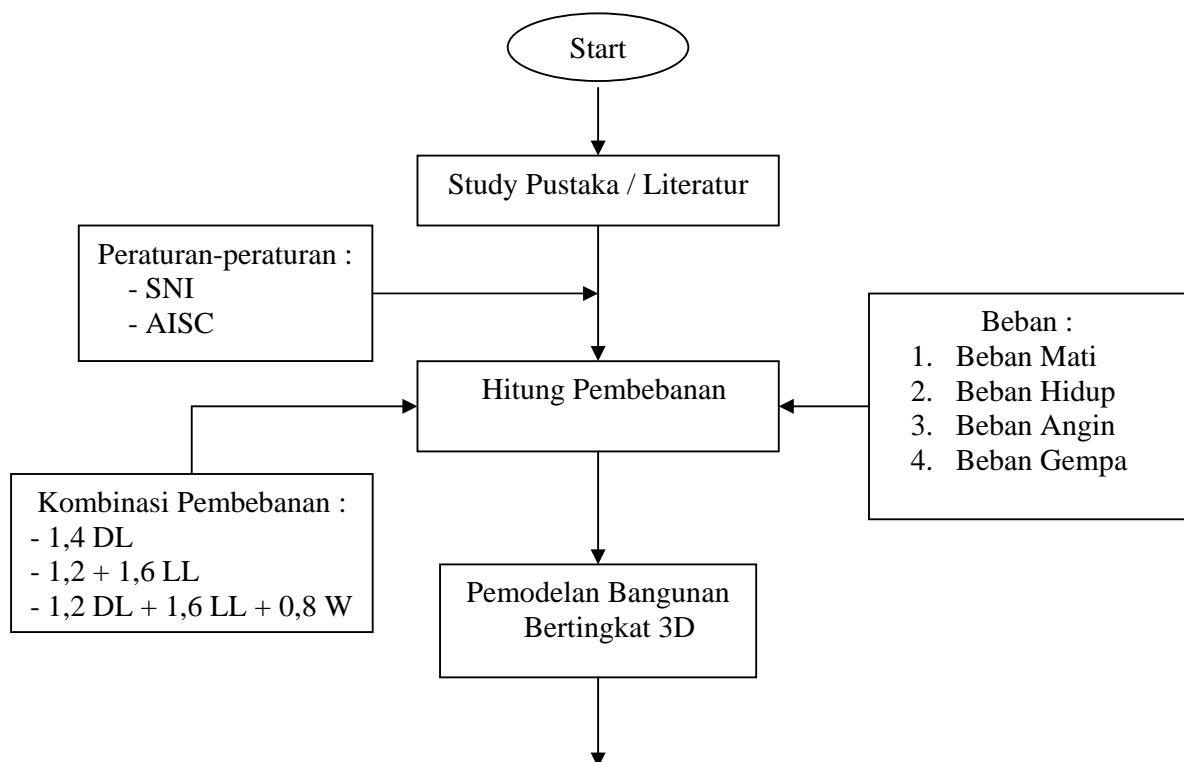 Start
Study Pustaka / Literatur
Peraturan-peraturan :
- SNI
- AISC
Beban :
1. Beban Mati
2. Beban Hidup
3. Beban Angin
4. Beban Gempa
Hitung Pembebanan
Kombinasi Pembebanan :
- 1,4 DL
- 1,2 + 1,6 LL
- 1,2 DL + 1,6 LL + 0,8 W
Pemodelan Bangunan
Bertingkat 3D